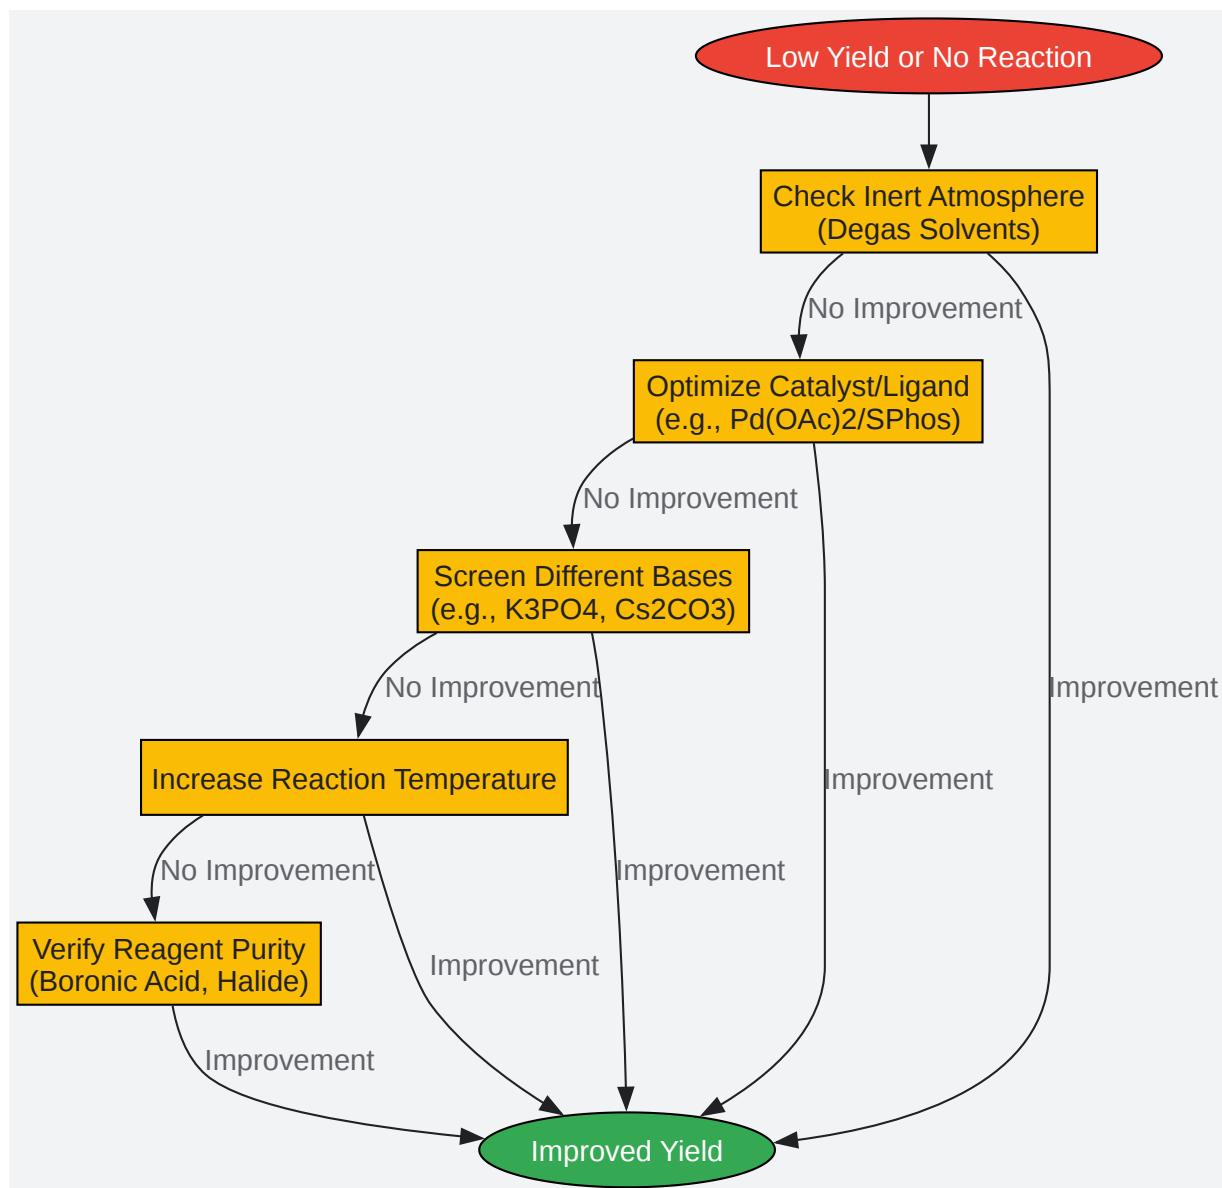 Low Yield or No Reaction
Check Inert Atmosphere
(Degas Solvents)
No Improvement
Optimize Catalyst/Ligand
(e.g., Pd(OAc)2/SPhos)
No Improvement
Screen Different Bases
(e.g., K3PO4, Cs2CO3)
No Improvement
Improvement
Increase Reaction Temperature
Improvement
No Improvement
Improvement
Verify Reagent Purity
(Boronic Acid, Halide)
Improvement
Improvement
Improved Yield